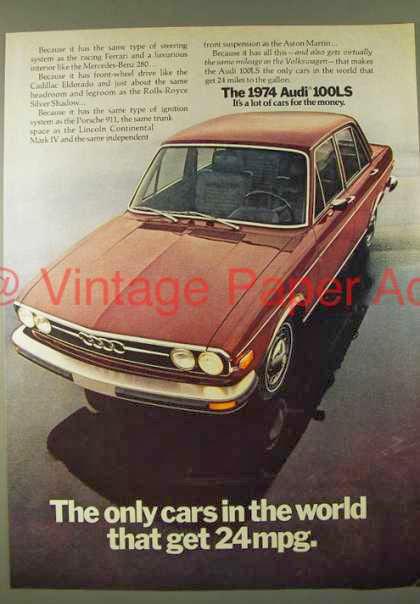 Because it has the same type of steering
system as the racing Ferrari and a luxurious
interior like the Mercedes-Benz 280...
Because it has front-wheel drive like the
Cadillac Eldorado and just about the same
headroom and legroom as the Rolls-Royce
Silver Shadow...
Because it has the same type of ignition
system as the Porsche 911, the same trunk
space as the Lincoln Continental
Mark IV and the same independent
front suspension as the Aston Martin...
Because it has all this—and also gets virtually
the same mileage as the Volkswagen—that makes
the Audi 100LS the only cars in the world that get
24 miles to the gallon.
The 1974 Audi® 100LS
It's a lot of cars for the money.
@ Vintage Paper Ad
The only cars in the world
that get 24mpg.